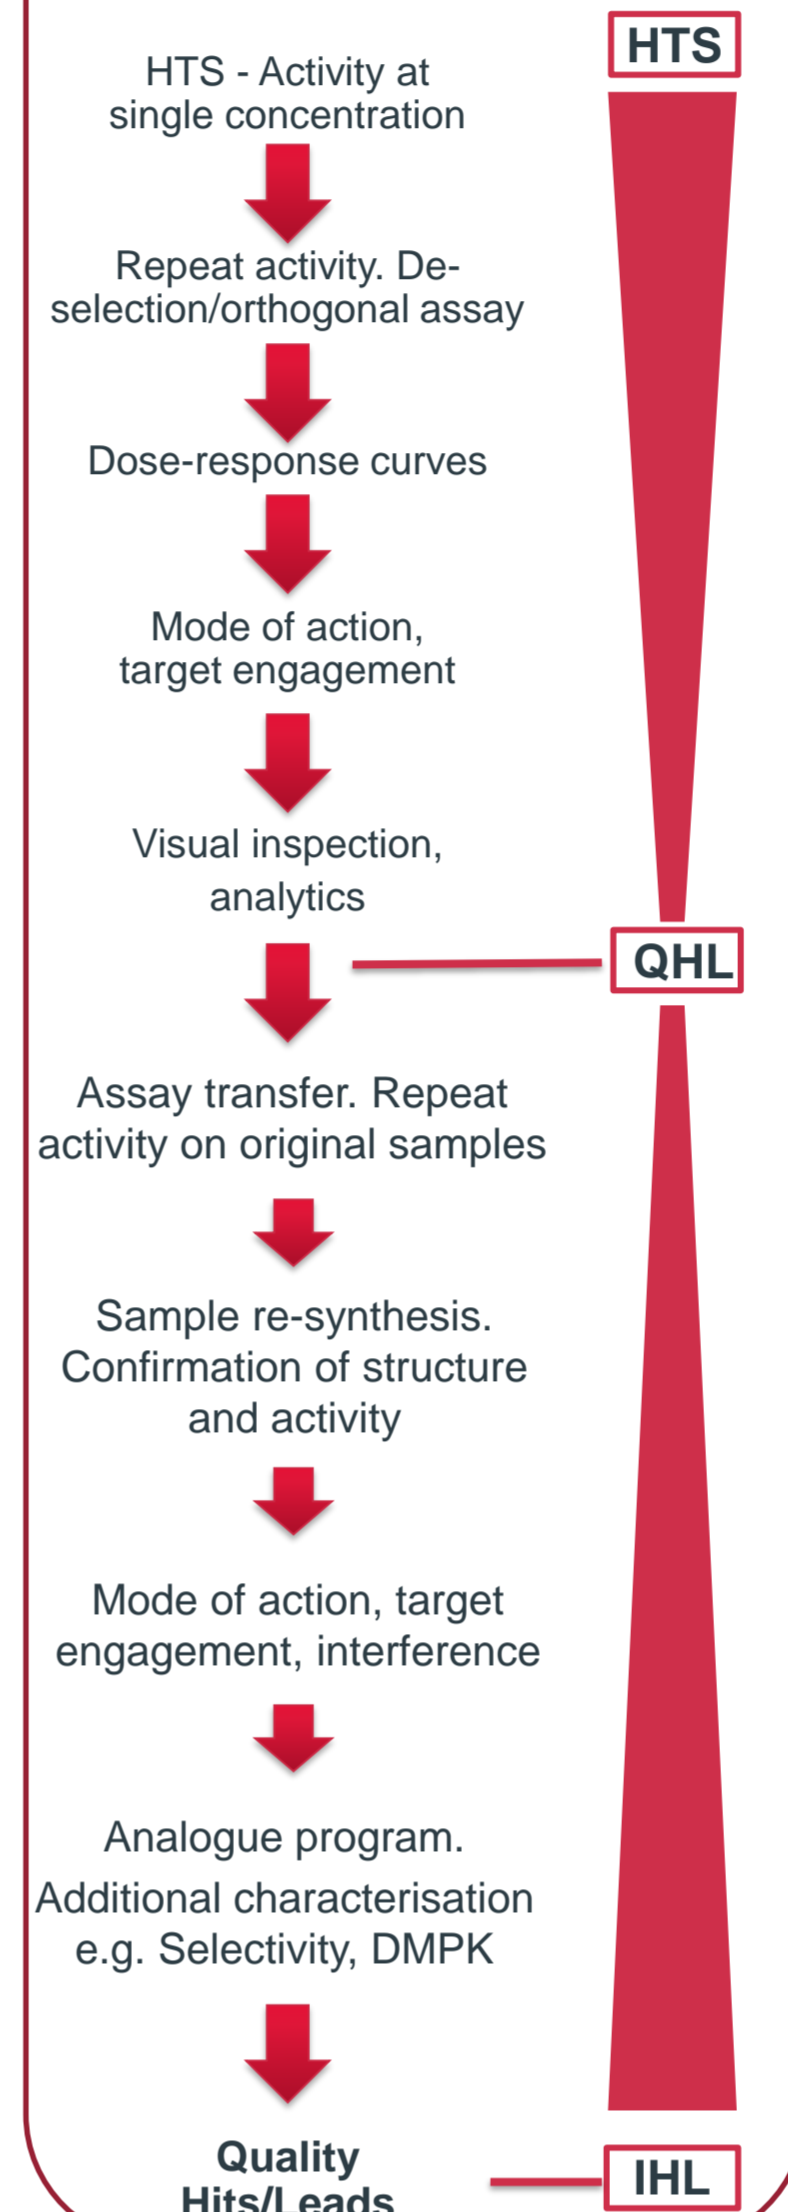 HTS
HTS - Activity at
single concentration
Repeat activity. De-
selection/orthogonal assay
Dose-response curves
Mode of action,
target engagement
Visual inspection,
analytics
QHL
Assay transfer. Repeat
activity on original samples
Sample re-synthesis.
Confirmation of structure
and activity
Mode of action, target
engagement, interference
Analogue program.
Additional characterisation
e.g. Selectivity, DMPK
Quality
Hits/Leads
IHL